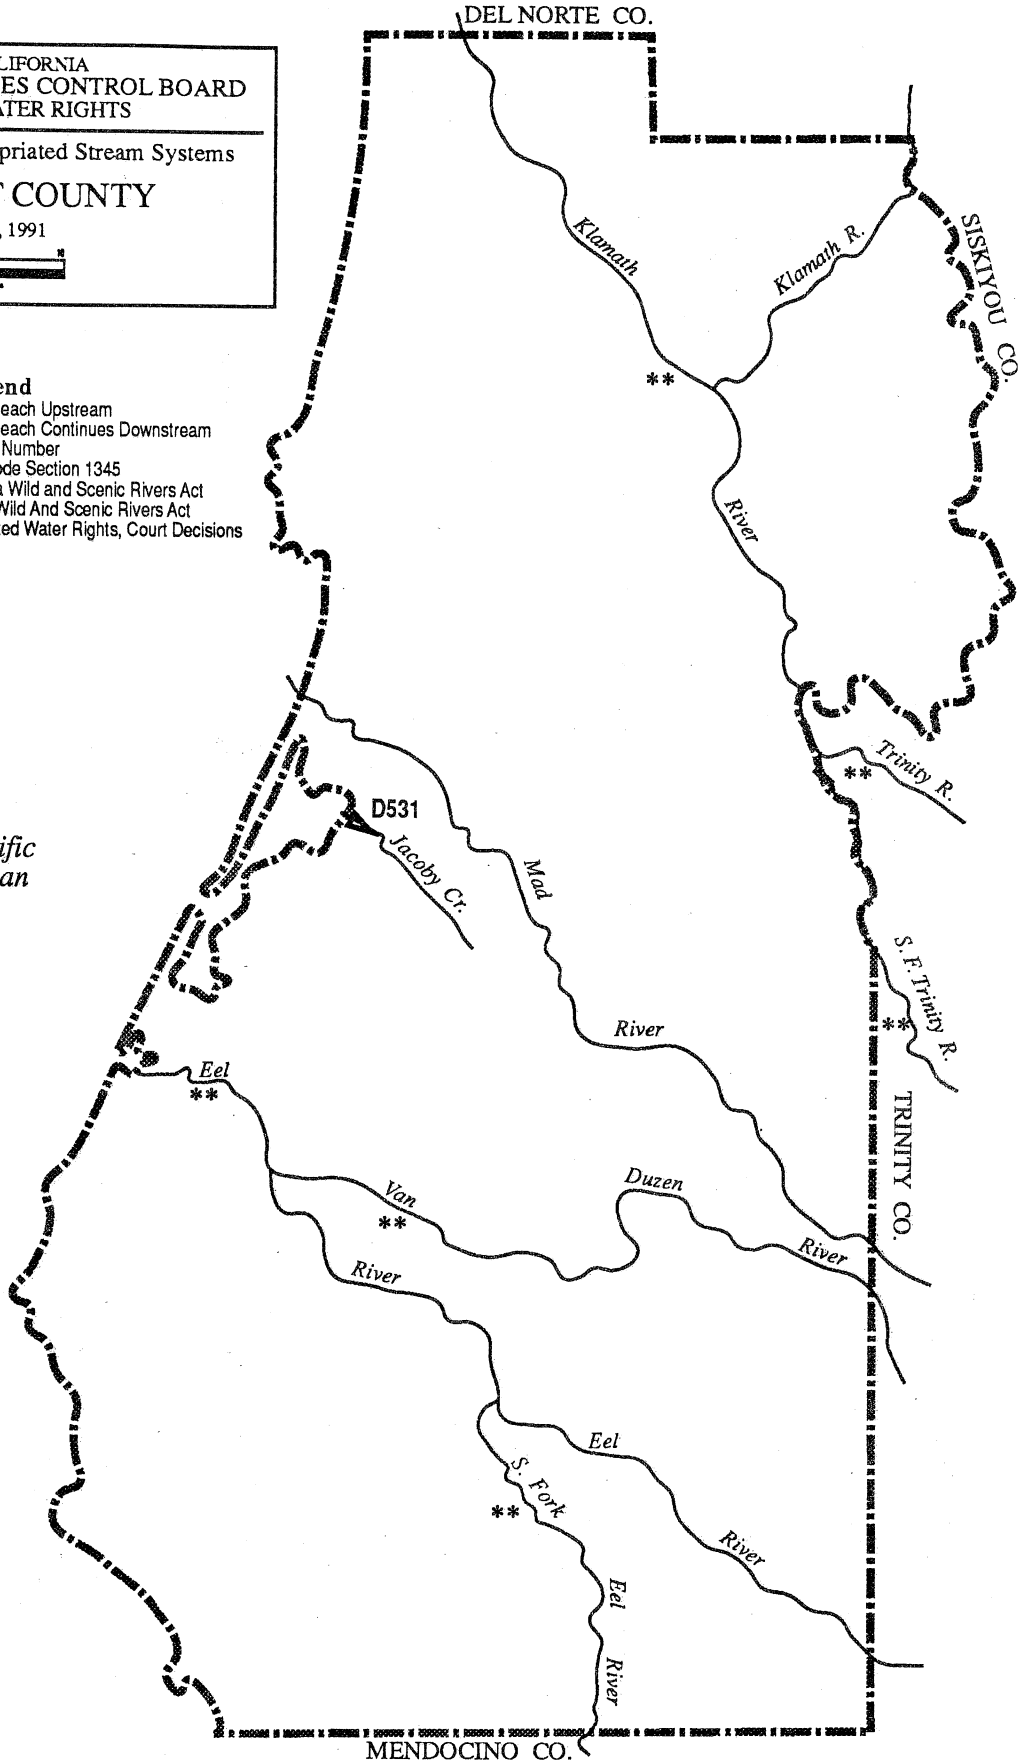 DEL NORTE CO.
LIFORNIA
ES CONTROL BOARD
ATER RIGHTS
priated Stream Systems
COUNTY
, 1991
end
each Upstream
each Continues Downstream
Number
de Section 1345
Wild and Scenic Rivers Act
Wild And Scenic Rivers Act
ed Water Rights, Court Decisions
Klamath
Klamath R.
SISKIYOU CO.
**
River
Trinity R.
**
D531
Jacoby Cr.
ific
an
Mad
S. F. Trinity R.
**
River
Eel
**
TRINITY CO.
Van
**
Duzen
River
River
Eel
S. Fork
**
River
Eel
River
MENDOCINO CO.